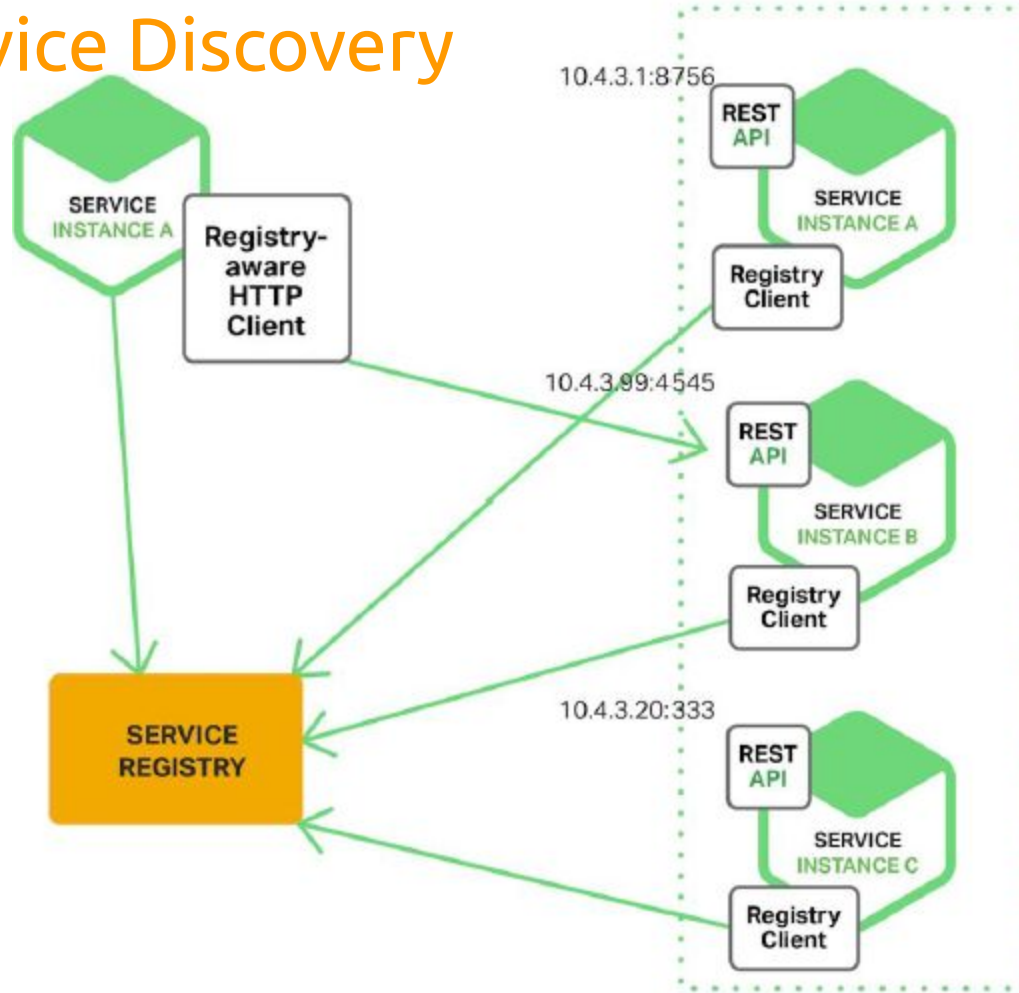 vice Discovery
SERVICE
INSTANCE A
Registry-
aware
HTTP
Client
10.4.3.1:8756
REST
API
SERVICE
INSTANCE A
Registry
Client
10.4.3.99:4545
REST
API
SERVICE
INSTANCE B
Registry
Client
SERVICE
REGISTRY
10.4.3.20:333
REST
API
SERVICE
INSTANCE C
Registry
Client